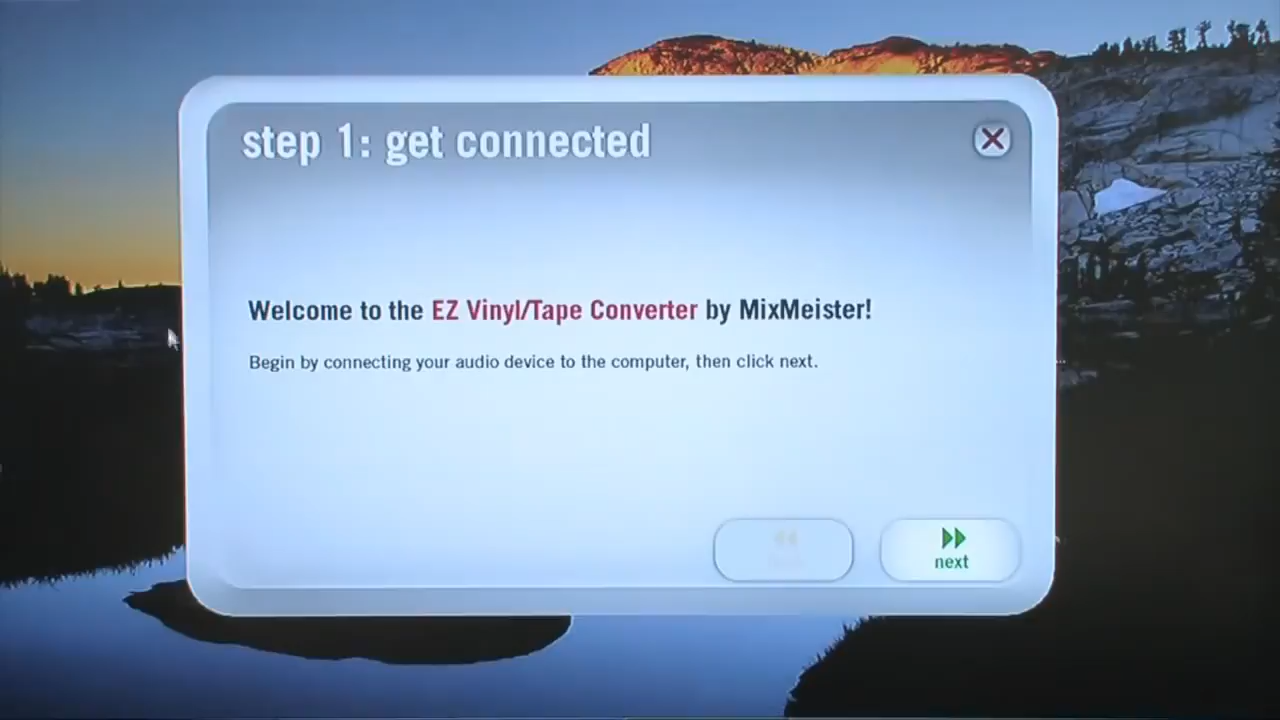 step 1: get connected
Welcome to the EZ Vinyl/Tape Converter by MixMeister!
Begin by connecting your audio device to the computer, then click next.
next